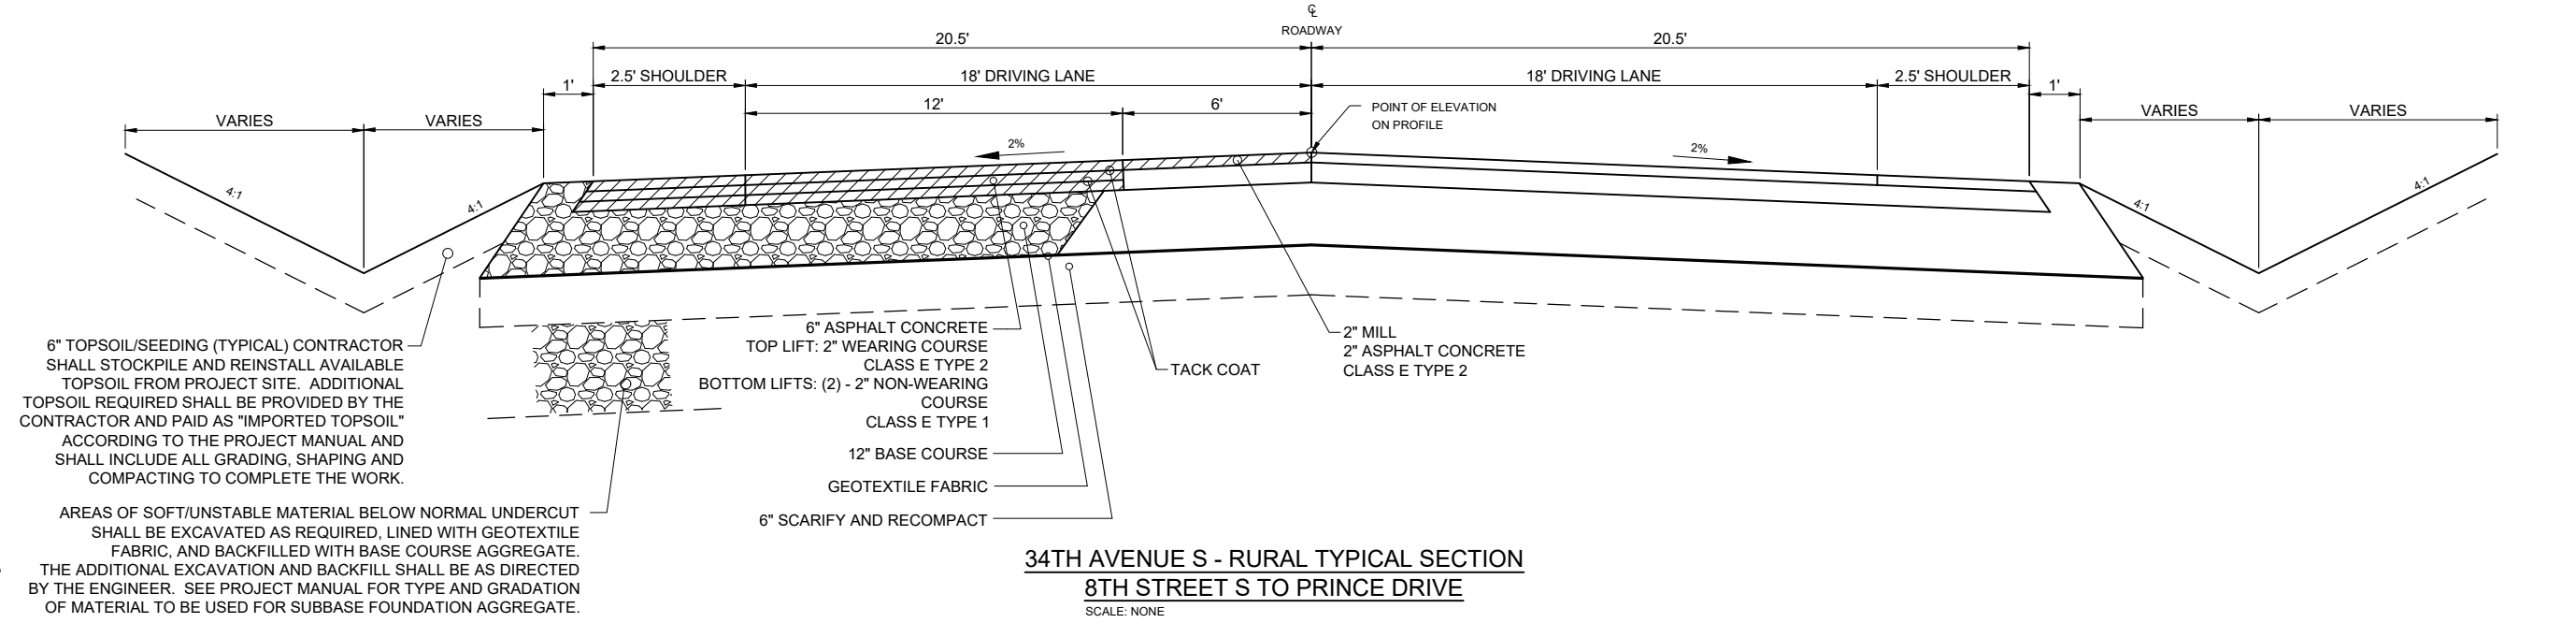 ℄
ROADWAY
20.5'
20.5'
2.5' SHOULDER
18' DRIVING LANE
18' DRIVING LANE
2.5' SHOULDER
1'
1'
12'
6'
POINT OF ELEVATION
ON PROFILE
VARIES
VARIES
VARIES
VARIES
2%
2%
4:1
4:1
4:1
4:1
6" TOPSOIL/SEEDING (TYPICAL) CONTRACTOR
SHALL STOCKPILE AND REINSTALL AVAILABLE
TOPSOIL FROM PROJECT SITE. ADDITIONAL
TOPSOIL REQUIRED SHALL BE PROVIDED BY THE
CONTRACTOR AND PAID AS "IMPORTED TOPSOIL"
ACCORDING TO THE PROJECT MANUAL AND
SHALL INCLUDE ALL GRADING, SHAPING AND
COMPACTING TO COMPLETE THE WORK.
AREAS OF SOFT/UNSTABLE MATERIAL BELOW NORMAL UNDERCUT
SHALL BE EXCAVATED AS REQUIRED, LINED WITH GEOTEXTILE
FABRIC, AND BACKFILLED WITH BASE COURSE AGGREGATE.
THE ADDITIONAL EXCAVATION AND BACKFILL SHALL BE AS DIRECTED
BY THE ENGINEER. SEE PROJECT MANUAL FOR TYPE AND GRADATION
OF MATERIAL TO BE USED FOR SUBBASE FOUNDATION AGGREGATE.
6" ASPHALT CONCRETE
TOP LIFT: 2" WEARING COURSE
CLASS E TYPE 2
BOTTOM LIFTS: (2) - 2" NON-WEARING
COURSE
CLASS E TYPE 1
12" BASE COURSE
GEOTEXTILE FABRIC
6" SCARIFY AND RECOMPACT
TACK COAT
2" MILL
2" ASPHALT CONCRETE
CLASS E TYPE 2
34TH AVENUE S - RURAL TYPICAL SECTION
8TH STREET S TO PRINCE DRIVE
SCALE: NONE